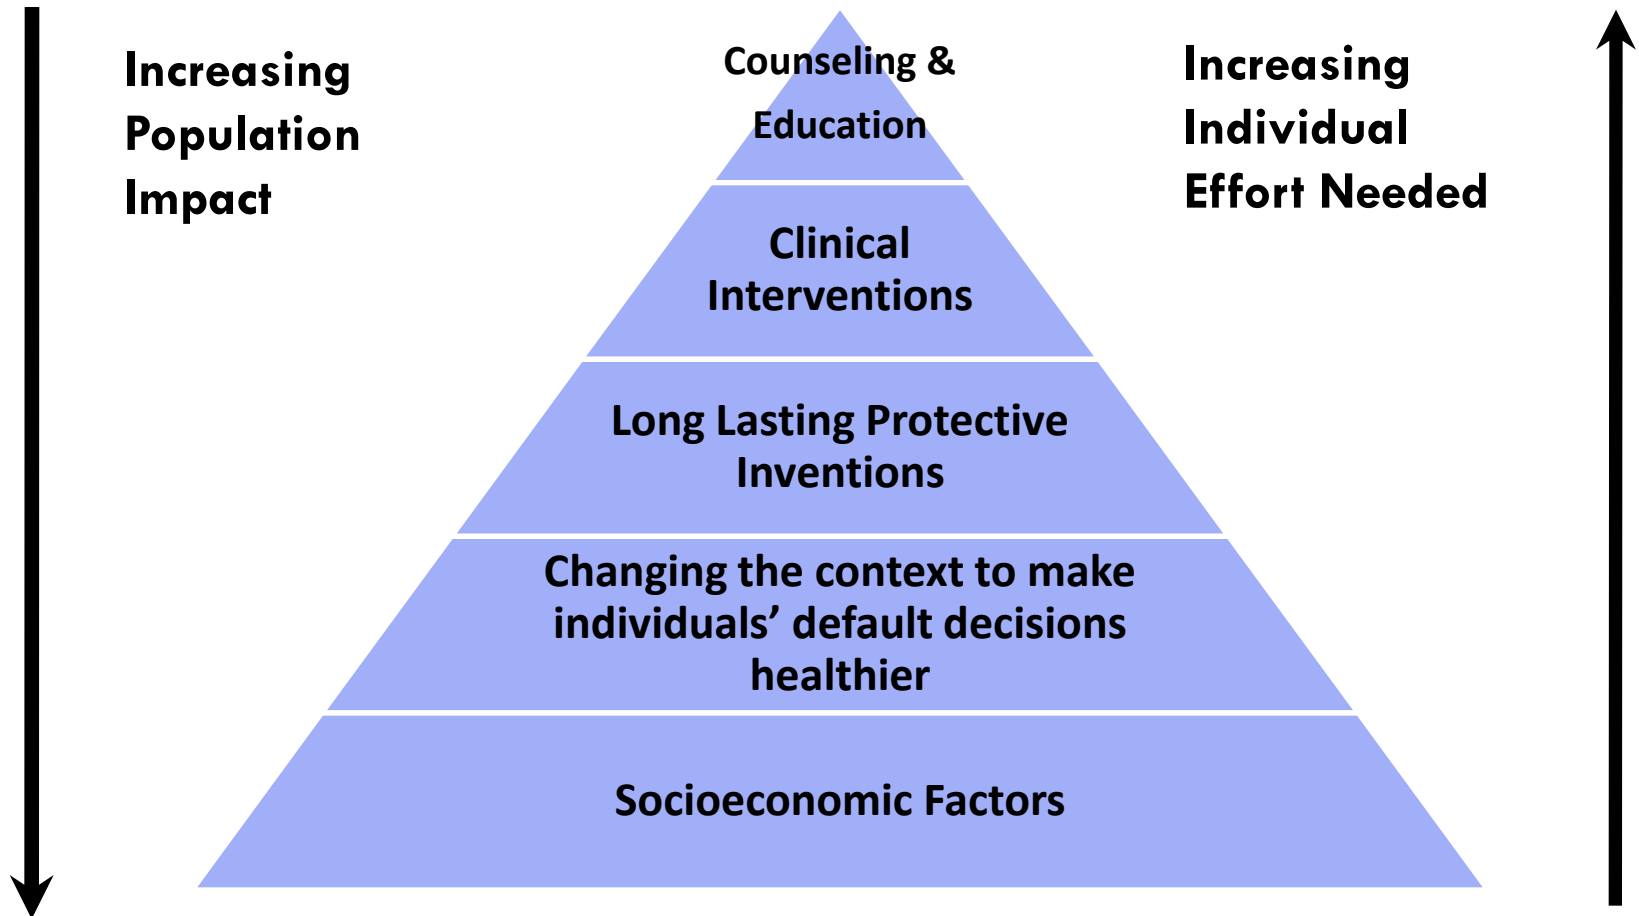 Increasing
Population
Impact
Counseling &
Education
Increasing
Individual
Effort Needed
Clinical
Interventions
Long Lasting Protective
Inventions
Changing the context to make
individuals’ default decisions
healthier
Socioeconomic Factors